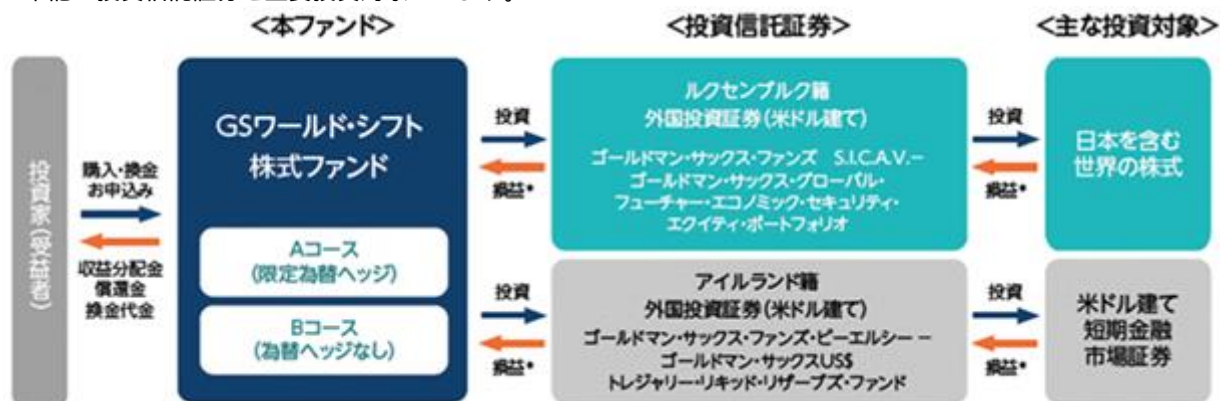 <本ファンド>
<投資信託証券>
<主な投資対象>
投資家(受益者)
購入・換金
お申込み
収益分配金
償還金
換金代金
GSワールド・シフト
株式ファンド
Aコース
(限定為替ヘッジ)
Bコース
(為替ヘッジなし)
投資
損益*
投資
損益*
ルクセンブルク籍
外国投資証券(米ドル建て)
ゴールドマン・サックス・ファンズ S.I.C.A.V.−
ゴールドマン・サックス・グローバル・
フューチャー・エコノミック・セキュリティ・
エクイティ・ポートフォリオ
アイルランド籍
外国投資証券(米ドル建て)
ゴールドマン・サックス・ファンズ・ピーエルシー −
ゴールドマン・サックスUS$
トレジャリー・リキッド・リザーブズ・ファンド
投資
損益*
投資
損益*
日本を含む
世界の株式
米ドル建て
短期金融
市場証券